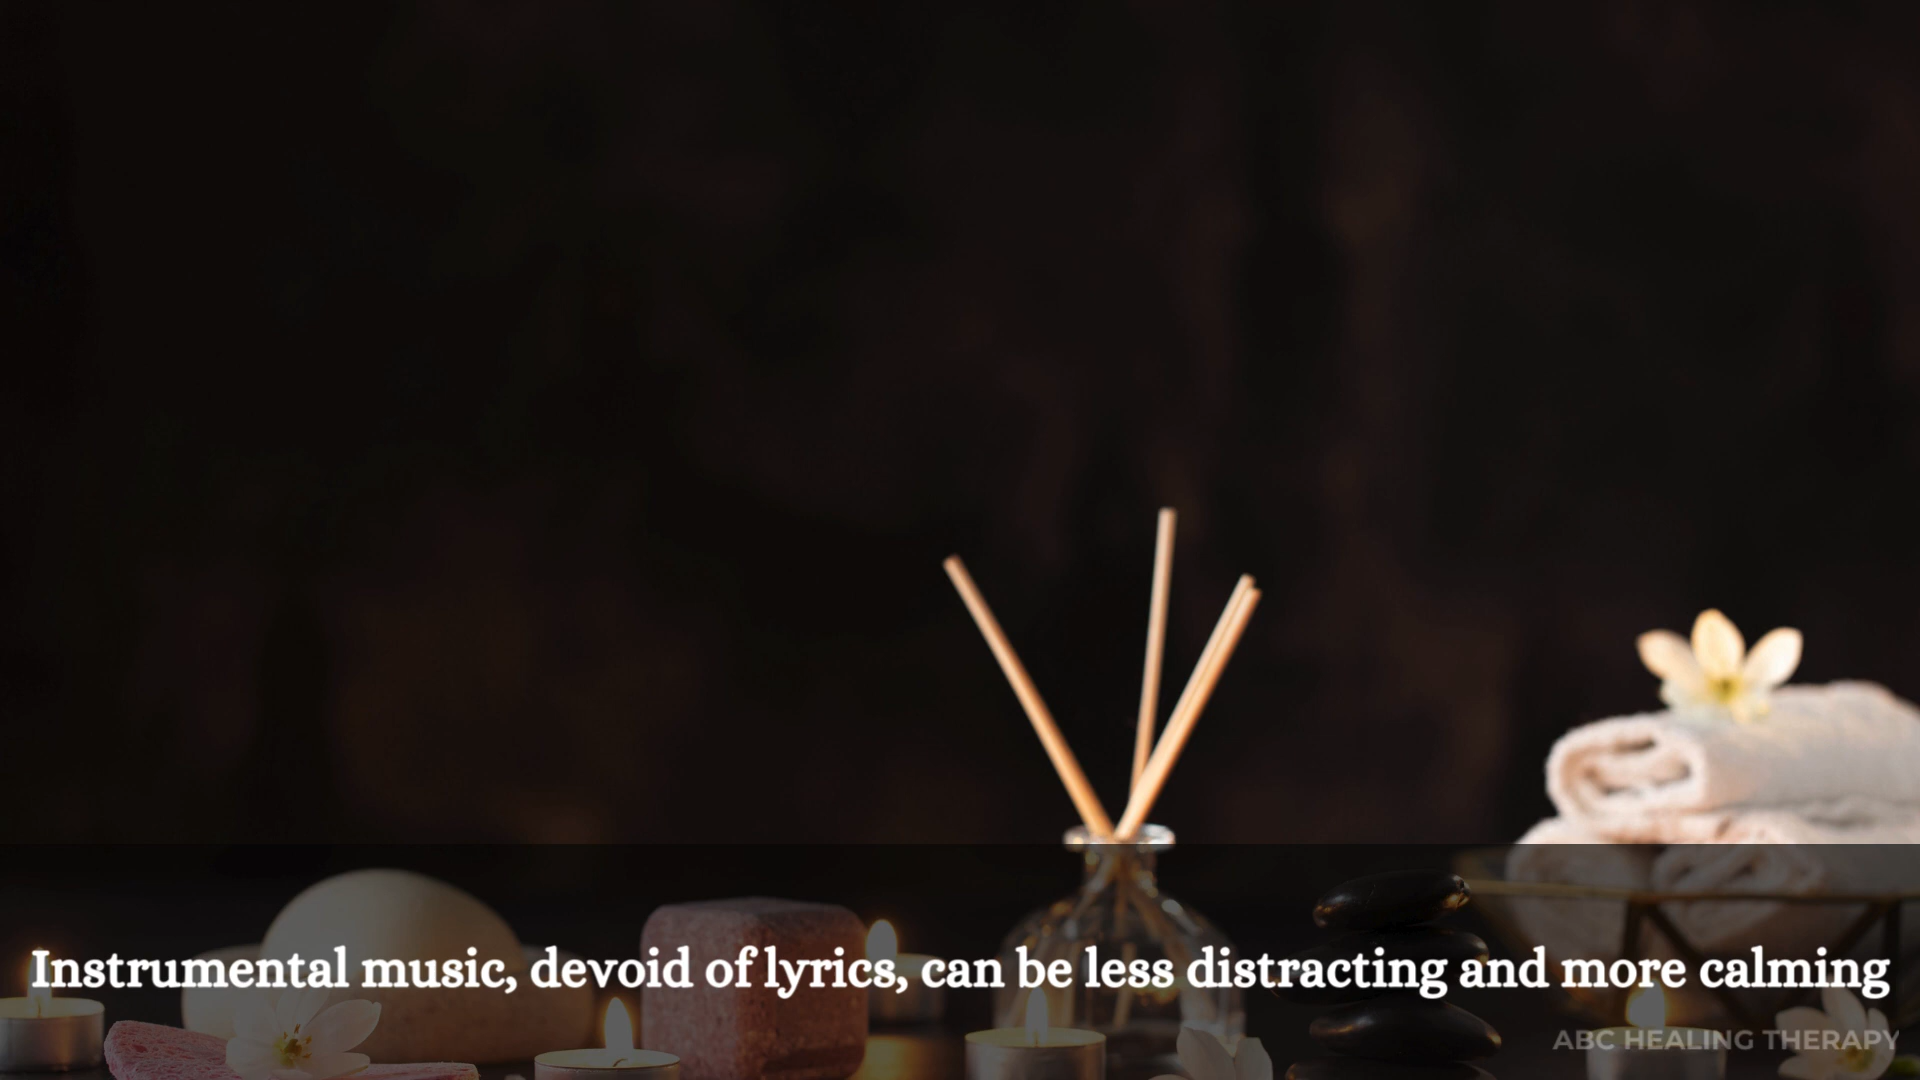 Instrumental music, devoid of lyrics, can be less distracting and more calming
ABC HEALING THERAPY